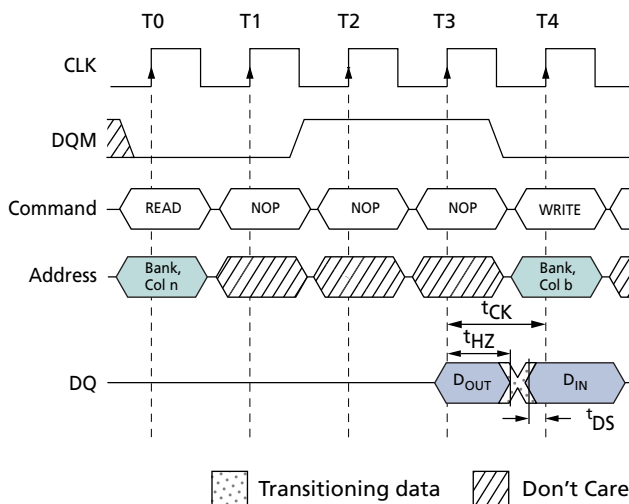 T0 T1 T2 T3 T4
CLK
DQM
Command READ NOP NOP NOP WRITE
Address Bank, Col n Bank, Col b
tCK
tHZ
DQ DOUT DIN
tDS
Transitioning data Don't Care